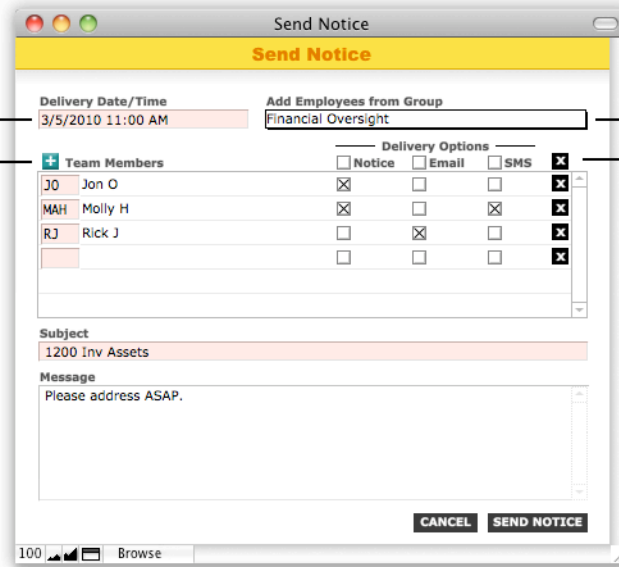 Send Notice
Send Notice
Delivery Date/Time Add Employees from Group
3/5/2010 11:00 AM Financial Oversight
Delivery Options
Team Members Notice Email SMS X
JO Jon O X
MAH Molly H X
RJ Rick J X
X
Subject
1200 Inv Assets
Message
Please address ASAP.
CANCEL SEND NOTICE
100 Browse